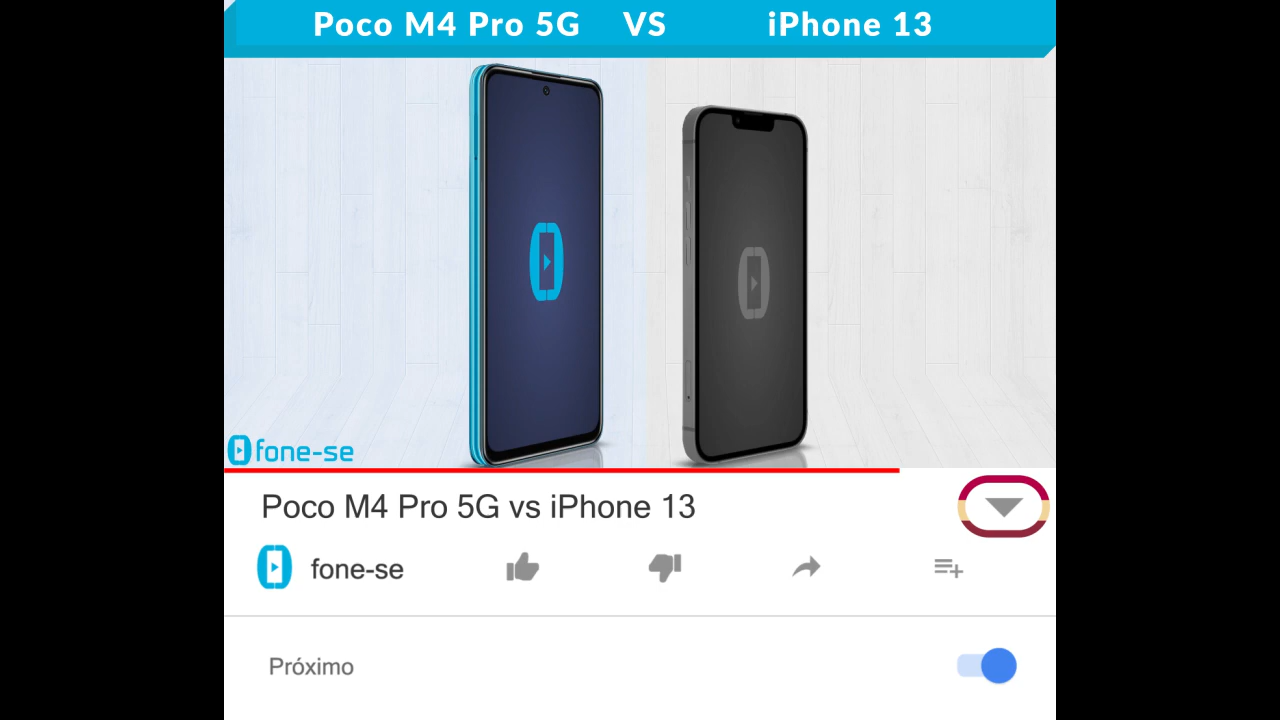 Poco M4 Pro 5G VS iPhone 13
fone-se
Poco M4 Pro 5G vs iPhone 13
fone-se
Próximo